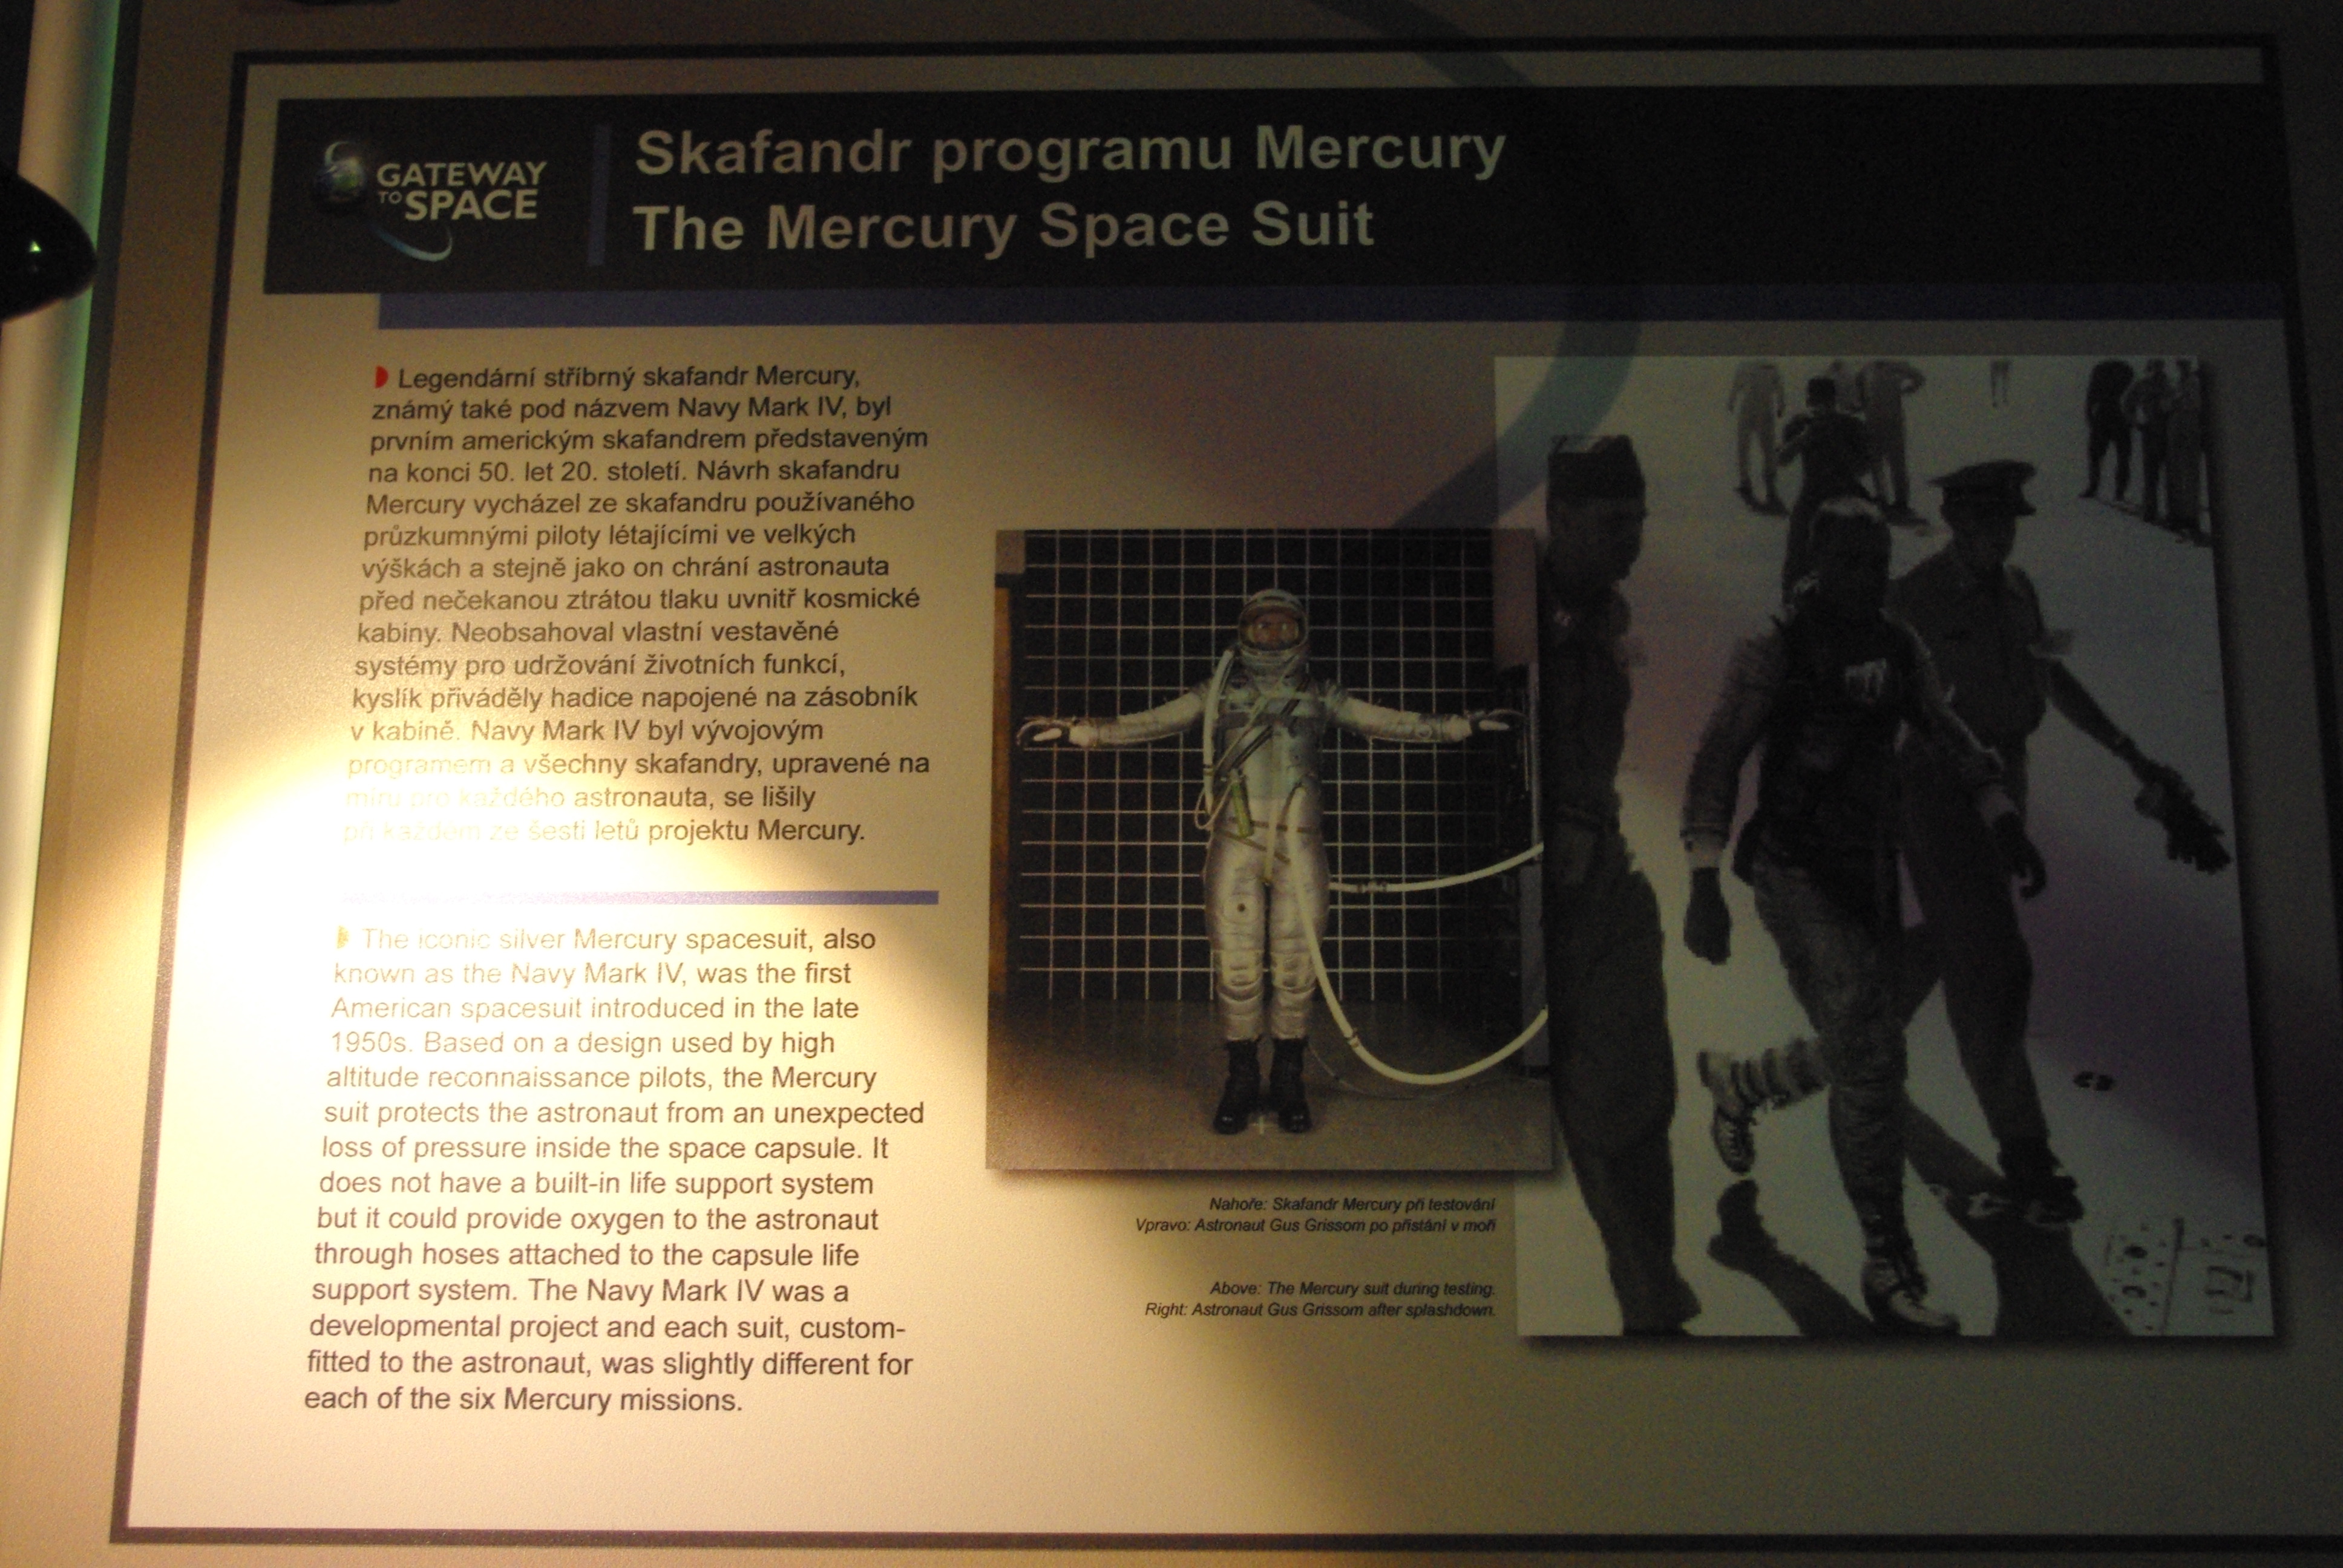 GATEWAY
TO SPACE
Skafandr programu Mercury
The Mercury Space Suit
Legendární stříbrný skafandr Mercury,
známý také pod názvem Navy Mark IV, byl
prvním americkým skafandrem představeným
na konci 50. let 20. století. Návrh skafandru
Mercury vycházel ze skafandru používaného
průzkumnými piloty létajícími ve velkých
výškách a stejně jako on chrání astronauta
před nečekanou ztrátou tlaku uvnitř kosmické
kabiny. Neobsahoval vlastní vestavěné
systémy pro udržování životních funkcí,
kyslík přiváděly hadice napojené na zásobník
v kabině. Navy Mark IV byl vývojovým
programem a všechny skafandry, upravené na
míru pro každého astronauta, se lišily
při každém ze šesti letů projektu Mercury.
The iconic silver Mercury spacesuit, also
known as the Navy Mark IV, was the first
American spacesuit introduced in the late
1950s. Based on a design used by high
altitude reconnaissance pilots, the Mercury
suit protects the astronaut from an unexpected
loss of pressure inside the space capsule. It
does not have a built-in life support system
but it could provide oxygen to the astronaut
through hoses attached to the capsule life
support system. The Navy Mark IV was a
developmental project and each suit, custom-
fitted to the astronaut, was slightly different for
each of the six Mercury missions.
Nahoře: Skafandr Mercury při testování
Vpravo: Astronaut Gus Grissom po přistání v moři
Above: The Mercury suit during testing.
Right: Astronaut Gus Grissom after splashdown.